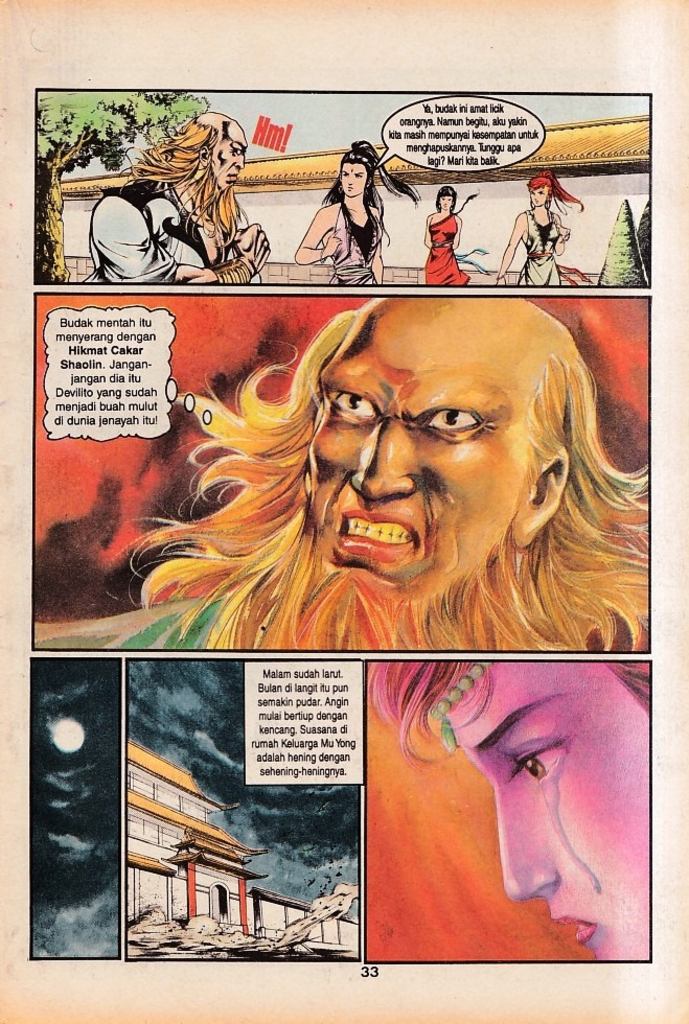 Hm!
Ya, budak ini amat licik
orangnya. Namun begitu, aku yakin
kita masih mempunyai kesempatan untuk
menghapuskannya. Tunggu apa
lagi? Mari kita balik.
Budak mentah itu
menyerang dengan
Hikmat Cakar
Shaolin. Jangan-
jangan dia itu
Devilito yang sudah
menjadi buah mulut
di dunia jenayah itu!
Malam sudah larut.
Bulan di langit itu pun
semakin pudar. Angin
mulai bertiup dengan
kencang. Suasana di
rumah Keluarga Mu Yong
adalah hening dengan
sehening-heningnya.
33